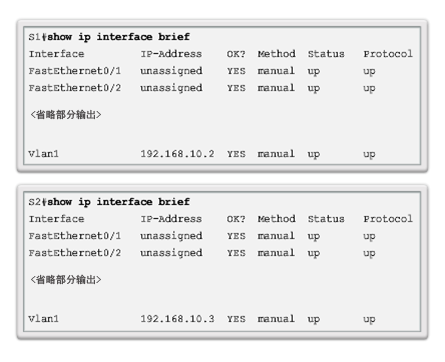 S1#show ip interface brief
Interface IP-Address OK? Method Status Protocol
FastEthernet0/1 unassigned YES manual up up
FastEthernet0/2 unassigned YES manual up up
<省略部分输出>
Vlan1 192.168.10.2 YES manual up up
S2#show ip interface brief
Interface IP-Address OK? Method Status Protocol
FastEthernet0/1 unassigned YES manual up up
FastEthernet0/2 unassigned YES manual up up
<省略部分输出>
Vlan1 192.168.10.3 YES manual up up